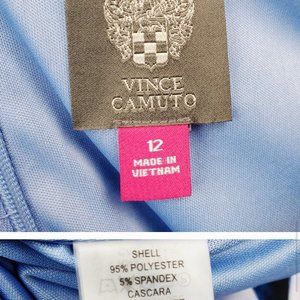 VINCE
CAMUTO
12
MADE IN
VIETNAM
SHELL
95% POLYESTER
5% SPANDEX
CASCARA